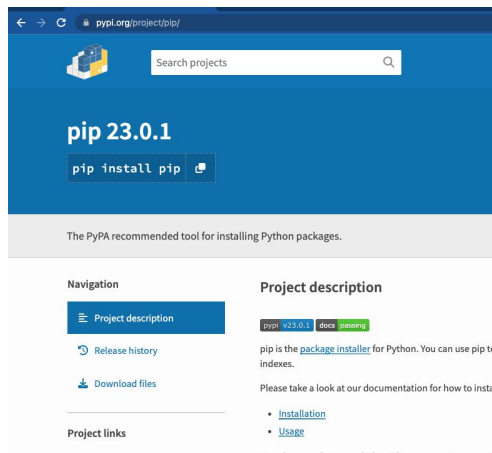 pypi.org/project/pip/
Search projects
pip 23.0.1
pip install pip
The PyPA recommended tool for installing Python packages.
Navigation
Project description
Release history
Download files
Project links
Project description
pypi v23.0.1 docs passing
pip is the package installer for Python. You can use pip
indexes.
Please take a look at our documentation for how to
Installation
Usage